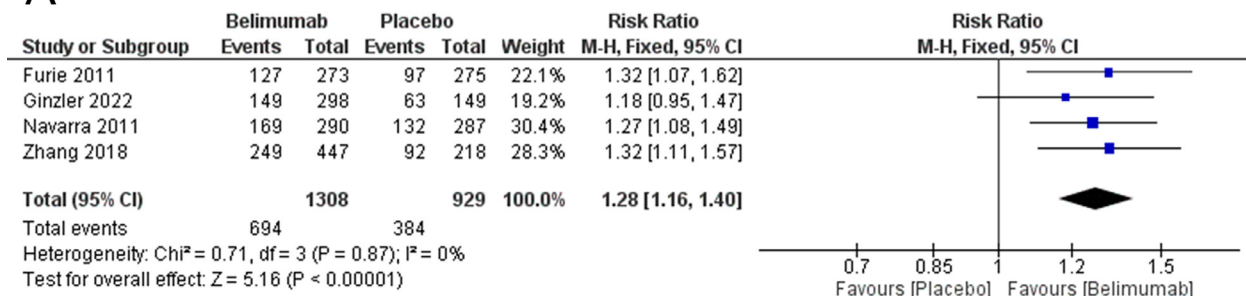 Belimumab Placebo Risk Ratio Risk Ratio
Study or Subgroup Events Total Events Total Weight M-H, Fixed, 95% CI M-H, Fixed, 95% CI
Furie 2011 127 273 97 275 22.1% 1.32 [1.07, 1.62]
Ginzler 2022 149 298 63 149 19.2% 1.18 [0.95, 1.47]
Navarra 2011 169 290 132 287 30.4% 1.27 [1.08, 1.49]
Zhang 2018 249 447 92 218 28.3% 1.32 [1.11, 1.57]
Total (95% CI) 1308 929 100.0% 1.28 [1.16, 1.40]
Total events 694 384
Heterogeneity: Chi² = 0.71, df = 3 (P = 0.87); I² = 0%
Test for overall effect: Z = 5.16 (P < 0.00001)
0.7 0.85 1 1.2 1.5
Favours [Placebo] Favours [Belimumab]